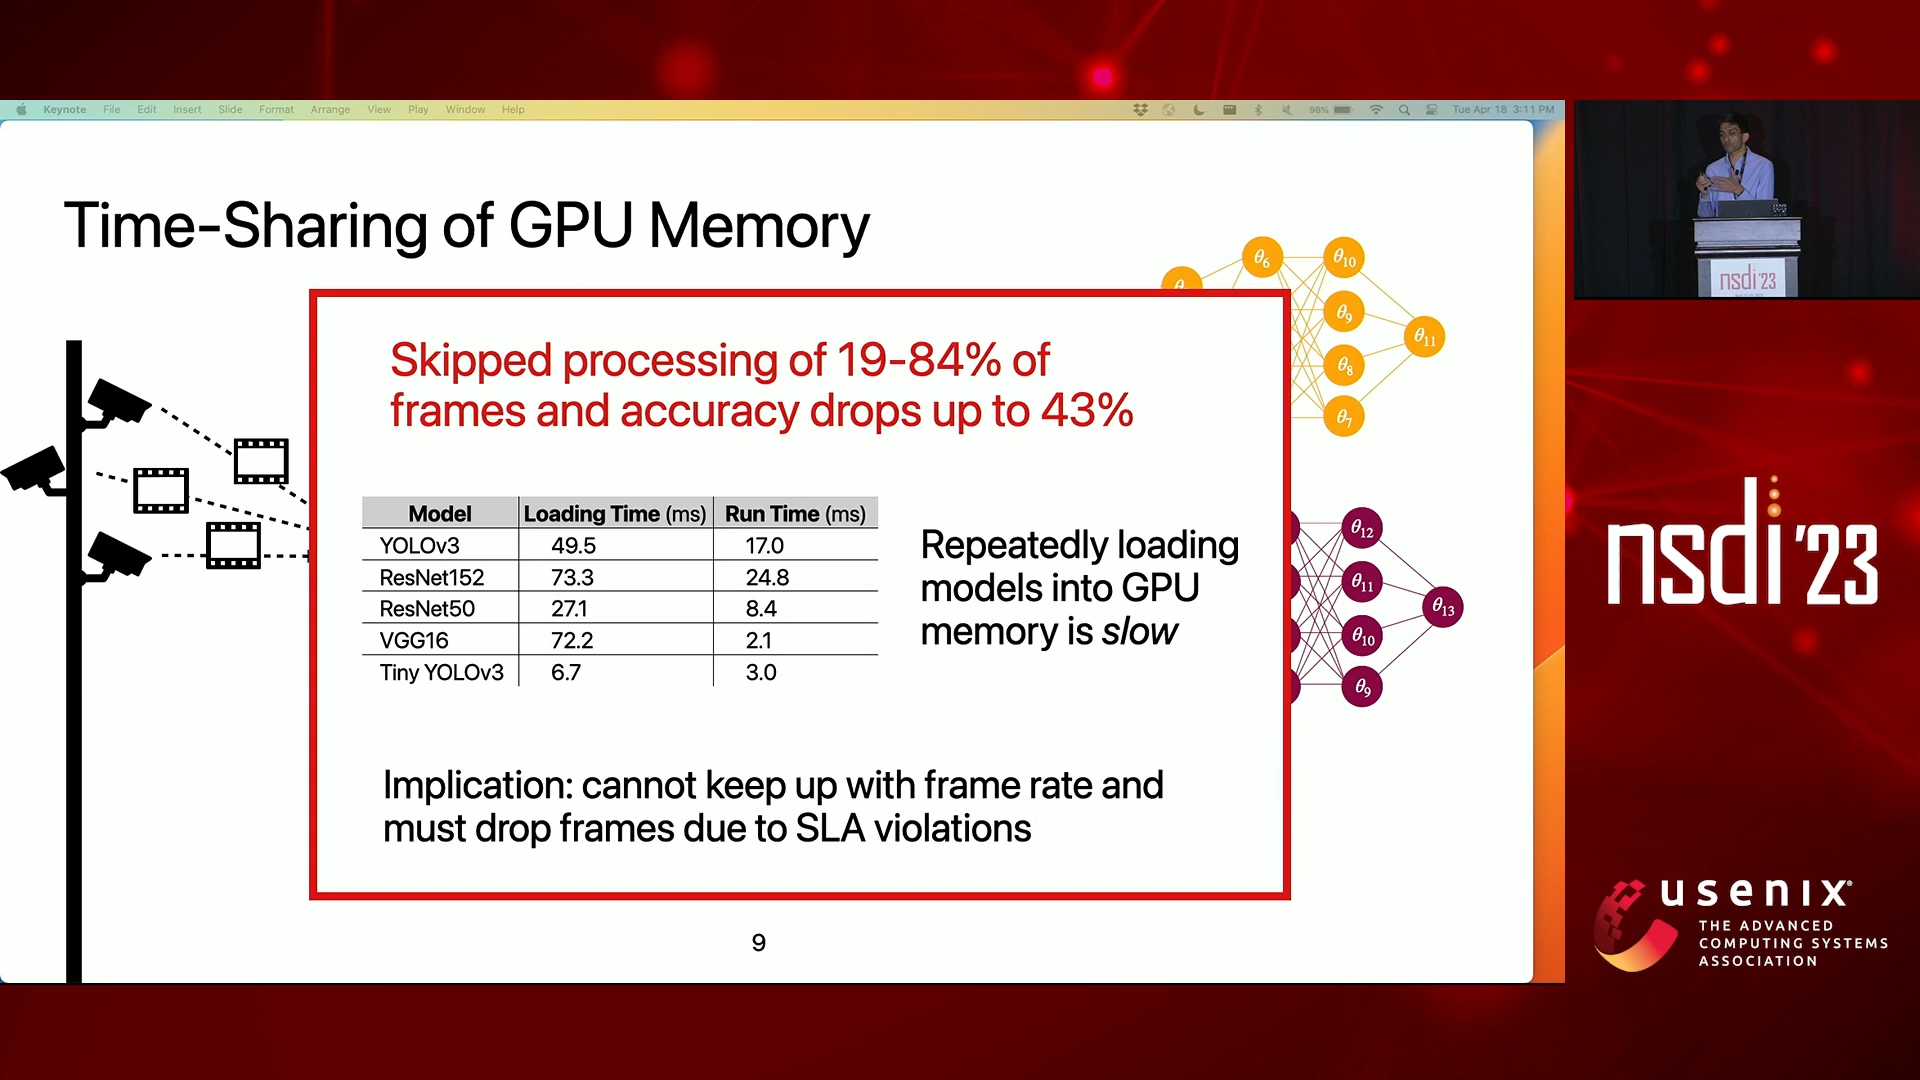 Keynote File Edit Insert Slide Format Arrange View Play Window Help 98% Tue Apr 18 3:11 PM
Time-Sharing of GPU Memory
Skipped processing of 19-84% of
frames and accuracy drops up to 43%
Model Loading Time (ms) Run Time (ms)
YOLOv3 49.5 17.0
ResNet152 73.3 24.8
ResNet50 27.1 8.4
VGG16 72.2 2.1
Tiny YOLOv3 6.7 3.0
Repeatedly loading
models into GPU
memory is slow
Implication: cannot keep up with frame rate and
must drop frames due to SLA violations
9
θ6 θ10
θ9
θ11
θ8
θ7
θ12
θ11
θ13
θ10
θ9
nsdi '23
nsdi '23
usenix
THE ADVANCED
COMPUTING SYSTEMS
ASSOCIATION